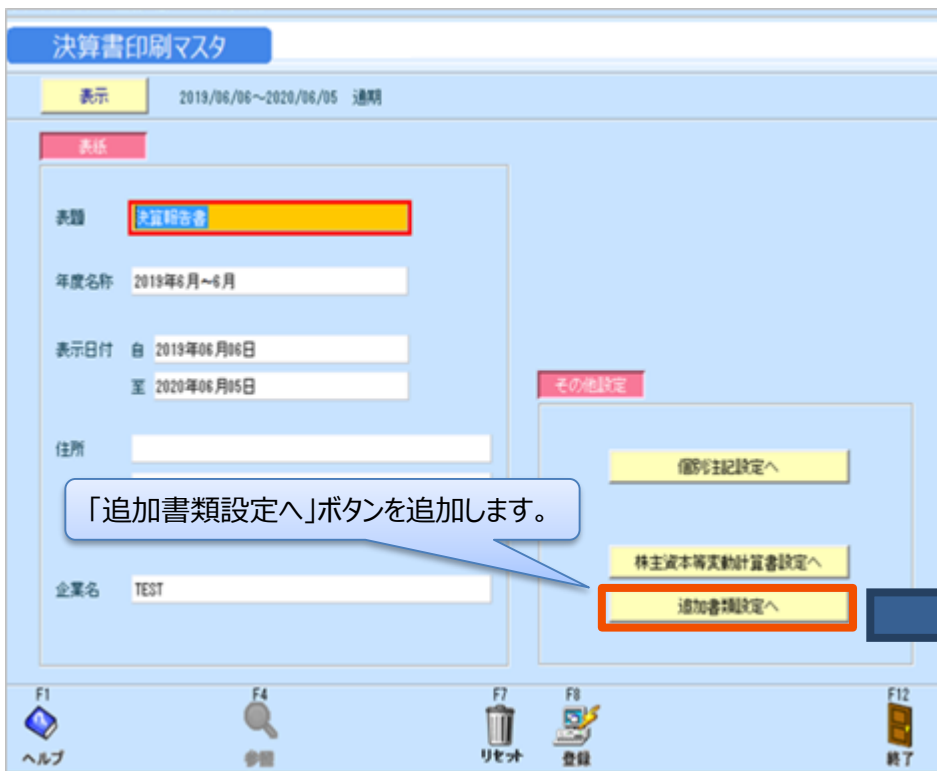 決算書印刷マスタ
表示 2019/06/06～2020/06/05 通期
表紙
表題 決算報告書
年度名称 2019年6月～6月
表示日付 自 2019年06月06日
至 2020年06月05日
その他設定
住所
個別注記設定へ
「追加書類設定へ」ボタンを追加します。
株主資本等変動計算書設定へ
企業名 TEST
追加書類設定へ
F1 F4 F7 F8 F12
ヘルプ 参照 リセット 登録 終了